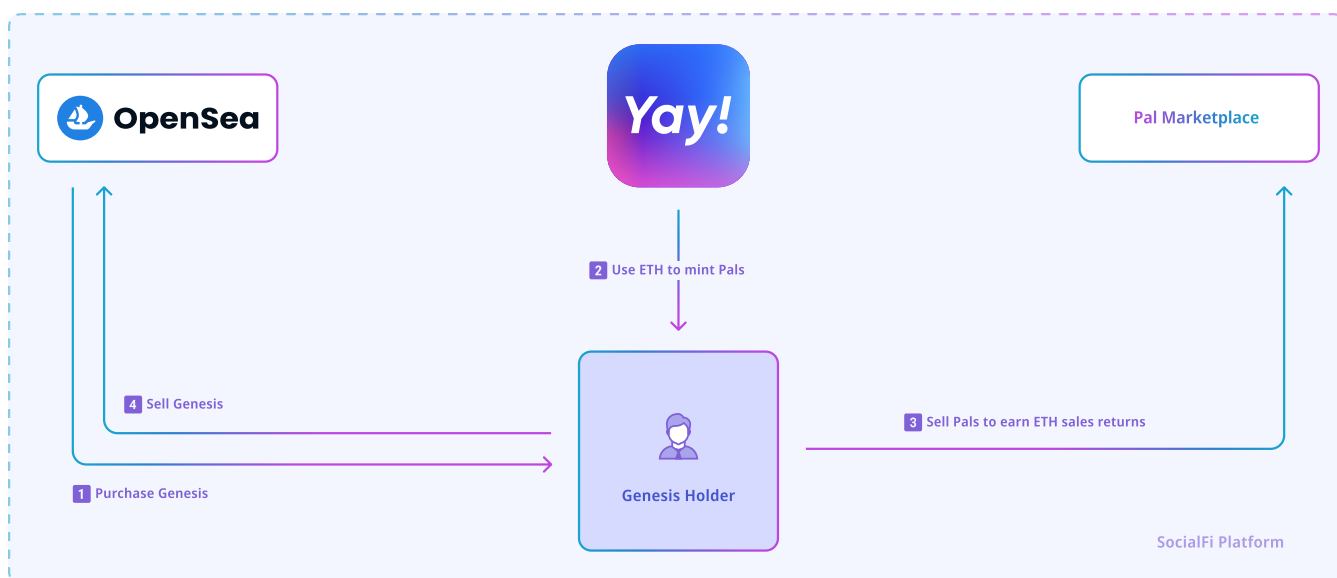 OpenSea
Yay!
Pal Marketplace
2 Use ETH to mint Pals
4 Sell Genesis
3 Sell Pals to earn ETH sales returns
1 Purchase Genesis
Genesis Holder
SocialFi Platform